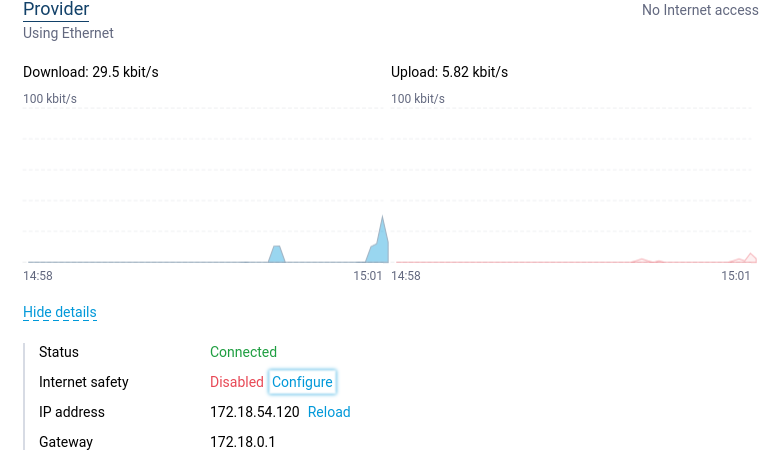 Provider
No Internet access
Using Ethernet
Download: 29.5 kbit/s
Upload: 5.82 kbit/s
100 kbit/s
100 kbit/s
14:58
15:01
14:58
15:01
Hide details
Status Connected
Internet safety Disabled Configure
IP address 172.18.54.120 Reload
Gateway 172.18.0.1